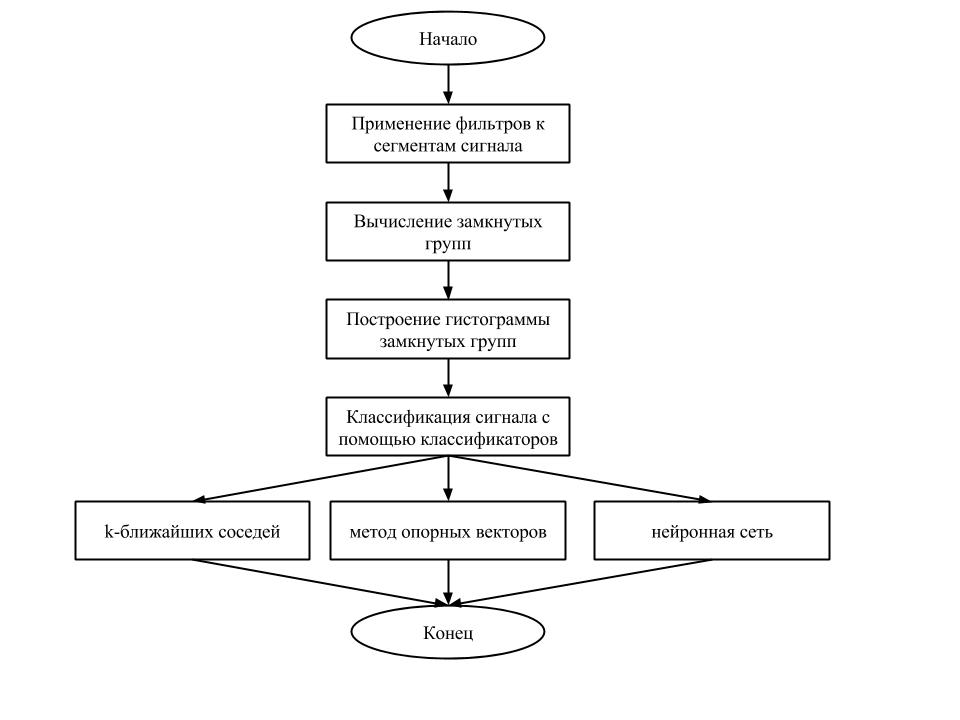 Начало
Применение фильтров к
сегментам сигнала
Вычисление замкнутых
групп
Построение гистограммы
замкнутых групп
Классификация сигнала с
помощью классификаторов
k-ближайших соседей
метод опорных векторов
нейронная сеть
Конец